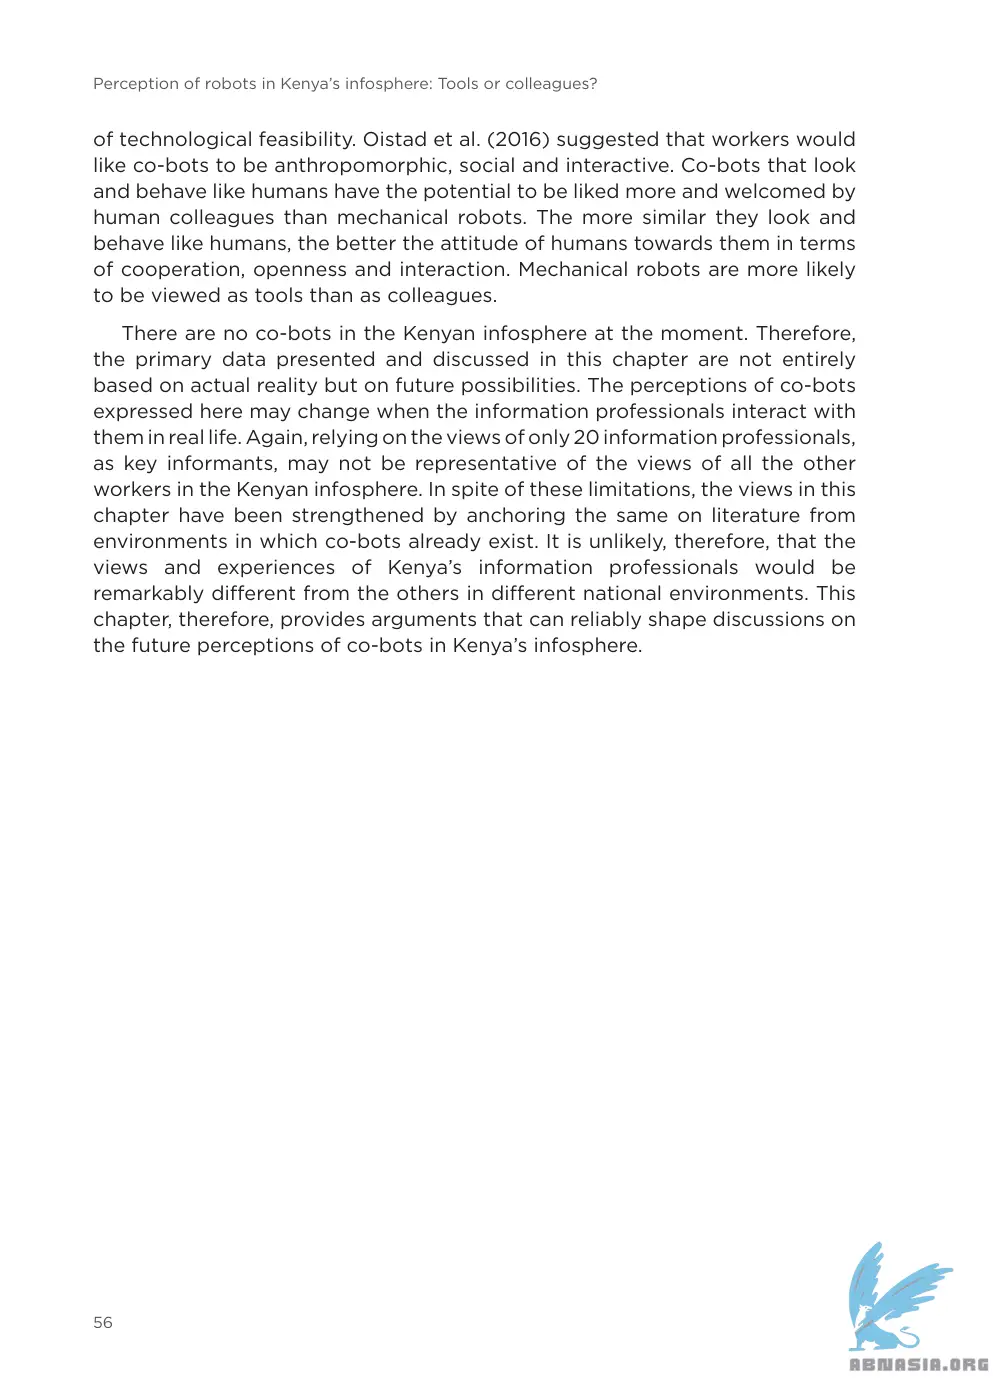 Perception of robots in Kenya's infosphere: Tools or colleagues?
of technological feasibility. Oistad et al. (2016) suggested that workers would
like co-bots to be anthropomorphic, social and interactive. Co-bots that look
and behave like humans have the potential to be liked more and welcomed by
human colleagues than mechanical robots. The more similar they look and
behave like humans, the better the attitude of humans towards them in terms
of cooperation, openness and interaction. Mechanical robots are more likely
to be viewed as tools than as colleagues.
There are no co-bots in the Kenyan infosphere at the moment. Therefore,
the primary data presented and discussed in this chapter are not entirely
based on actual reality but on future possibilities. The perceptions of co-bots
expressed here may change when the information professionals interact with
them in real life. Again, relying on the views of only 20 information professionals,
as key informants, may not be representative of the views of all the other
workers in the Kenyan infosphere. In spite of these limitations, the views in this
chapter have been strengthened by anchoring the same on literature from
environments in which co-bots already exist. It is unlikely, therefore, that the
views and experiences of Kenya's information professionals would be
remarkably different from the others in different national environments. This
chapter, therefore, provides arguments that can reliably shape discussions on
the future perceptions of co-bots in Kenya's infosphere.
56
ABNASIA.ORG